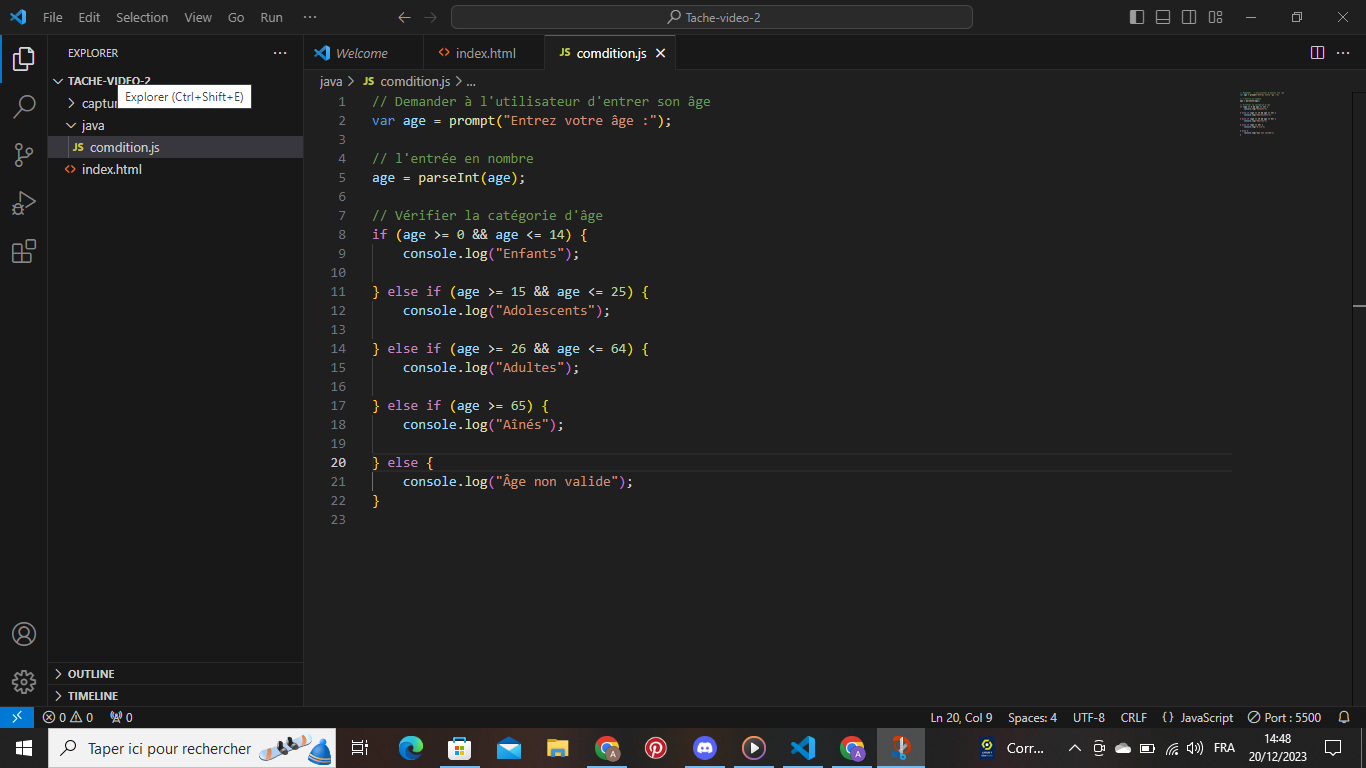 File Edit Selection View Go Run ···
Tache-video-2
EXPLORER ···
TACHE-VIDEO-2
captu
Explorer (Ctrl+Shift+E)
java
JS comdition.js
<> index.html
OUTLINE
TIMELINE
Welcome
<> index.html
JS comdition.js
java > JS comdition.js > ...
1 // Demander à l'utilisateur d'entrer son âge
2 var age = prompt("Entrez votre âge :");
3
4 // l'entrée en nombre
5 age = parseInt(age);
6
7 // Vérifier la catégorie d'âge
8 if (age >= 0 && age <= 14) {
9 console.log("Enfants");
10
11 } else if (age >= 15 && age <= 25) {
12 console.log("Adolescents");
13
14 } else if (age >= 26 && age <= 64) {
15 console.log("Adultes");
16
17 } else if (age >= 65) {
18 console.log("Aînés");
19
20 } else {
21 console.log("Âge non valide");
22 }
23
0 0 0
Ln 20, Col 9 Spaces: 4 UTF-8 CRLF {} JavaScript Port : 5500
Taper ici pour rechercher
Corr...
FRA
14:48
20/12/2023